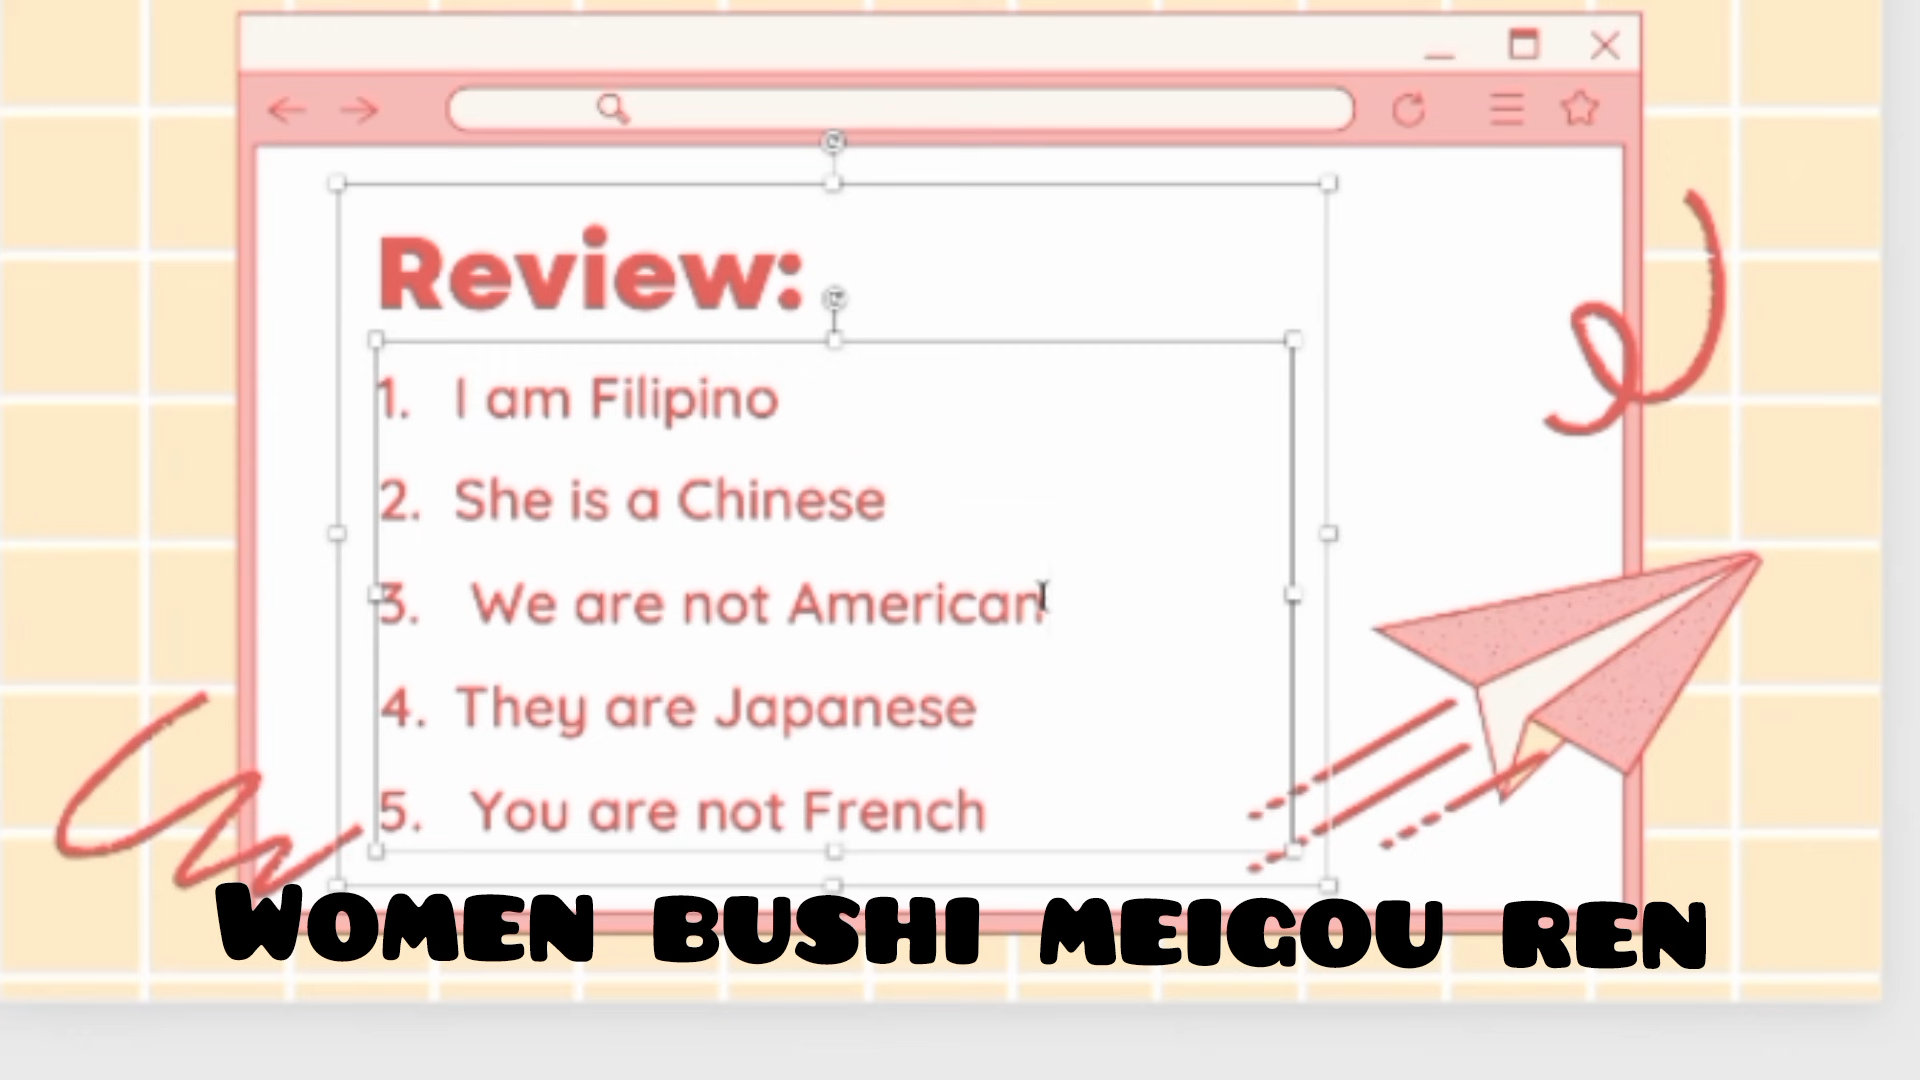 Review:
1. I am Filipino
2. She is a Chinese
3. We are not American
4. They are Japanese
5. You are not French
WOMEN BUSHI MEIGOU REN